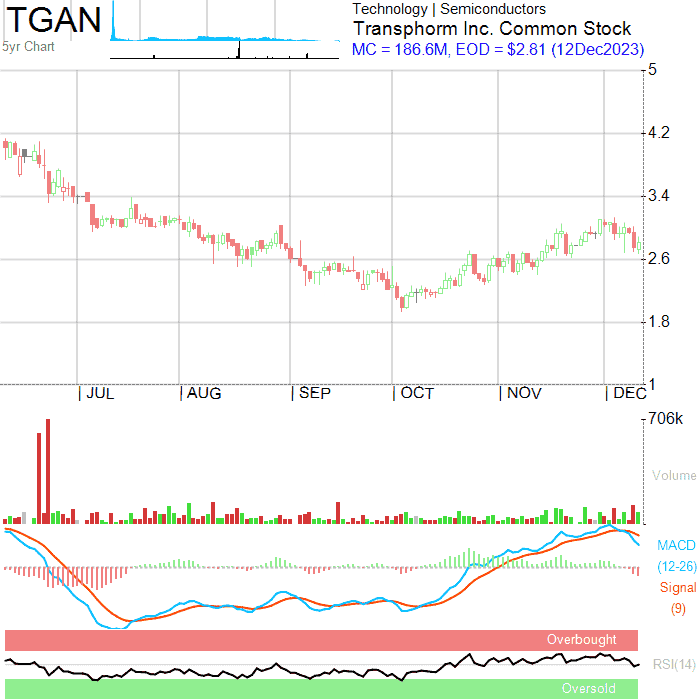 TGAN
5yr Chart
Technology | Semiconductors
Transphorm Inc. Common Stock
MC = 186.6M, EOD = $2.81 (12Dec2023)
5
4.2
3.4
2.6
1.8
1
| JUL | AUG | SEP | OCT | NOV | DEC
706k
Volume
MACD
(12-26)
Signal
(9)
Overbought
RSI(14)
Oversold